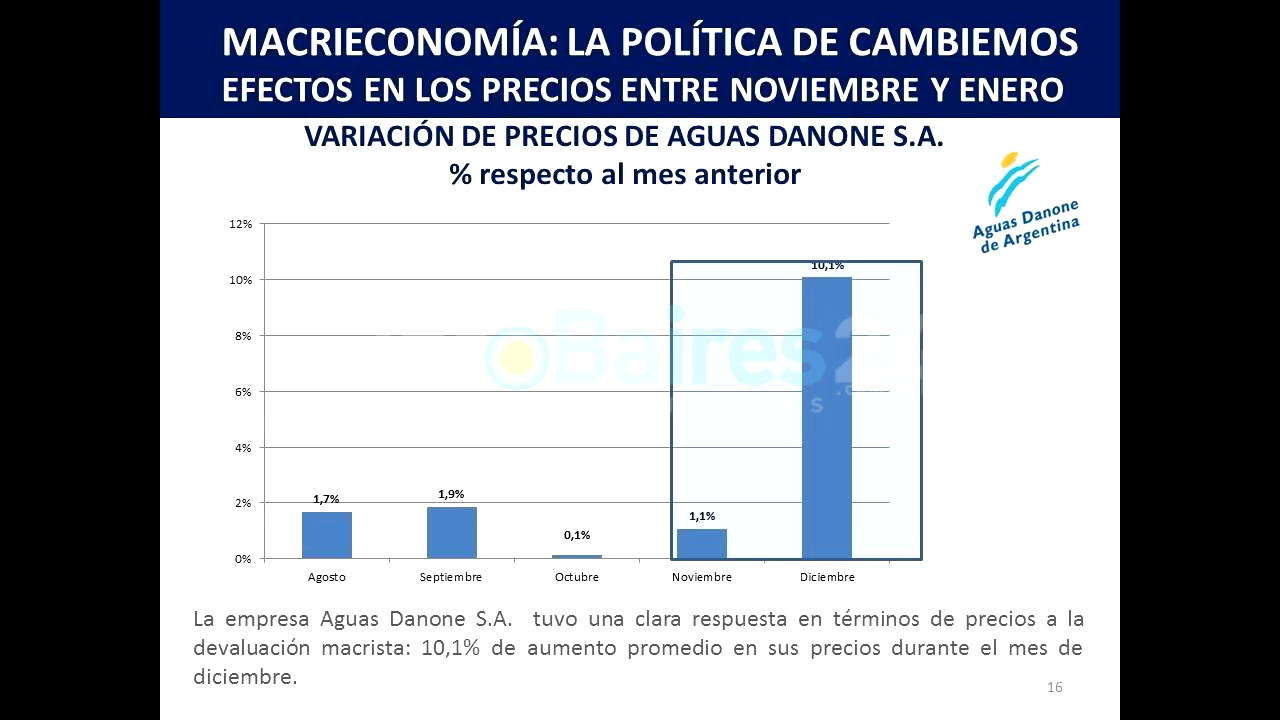 MACRIECONOMÍA: LA POLÍTICA DE CAMBIEMOS
EFECTOS EN LOS PRECIOS ENTRE NOVIEMBRE Y ENERO
VARIACIÓN DE PRECIOS DE AGUAS DANONE S.A.
% respecto al mes anterior
Aguas Danone
de Argentina
12%
10%
8%
6%
4%
2%
0%
1,7%
1,9%
0,1%
1,1%
10,1%
Agosto
Septiembre
Octubre
Noviembre
Diciembre
Baires2
La empresa Aguas Danone S.A. tuvo una clara respuesta en términos de precios a la
devaluación macrista: 10,1% de aumento promedio en sus precios durante el mes de
diciembre.
16